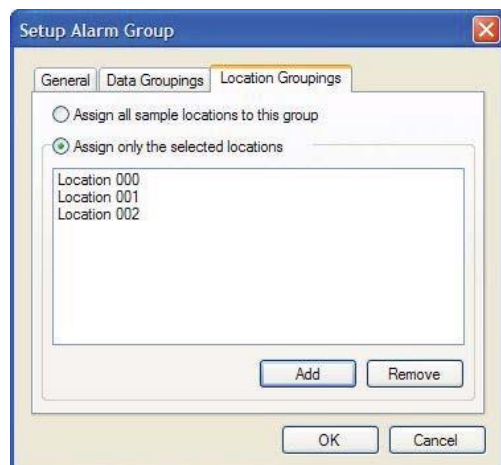 Setup Alarm Group
General Data Groupings Location Groupings
Assign all sample locations to this group
Assign only the selected locations
Location 000
Location 001
Location 002
Add Remove
OK Cancel